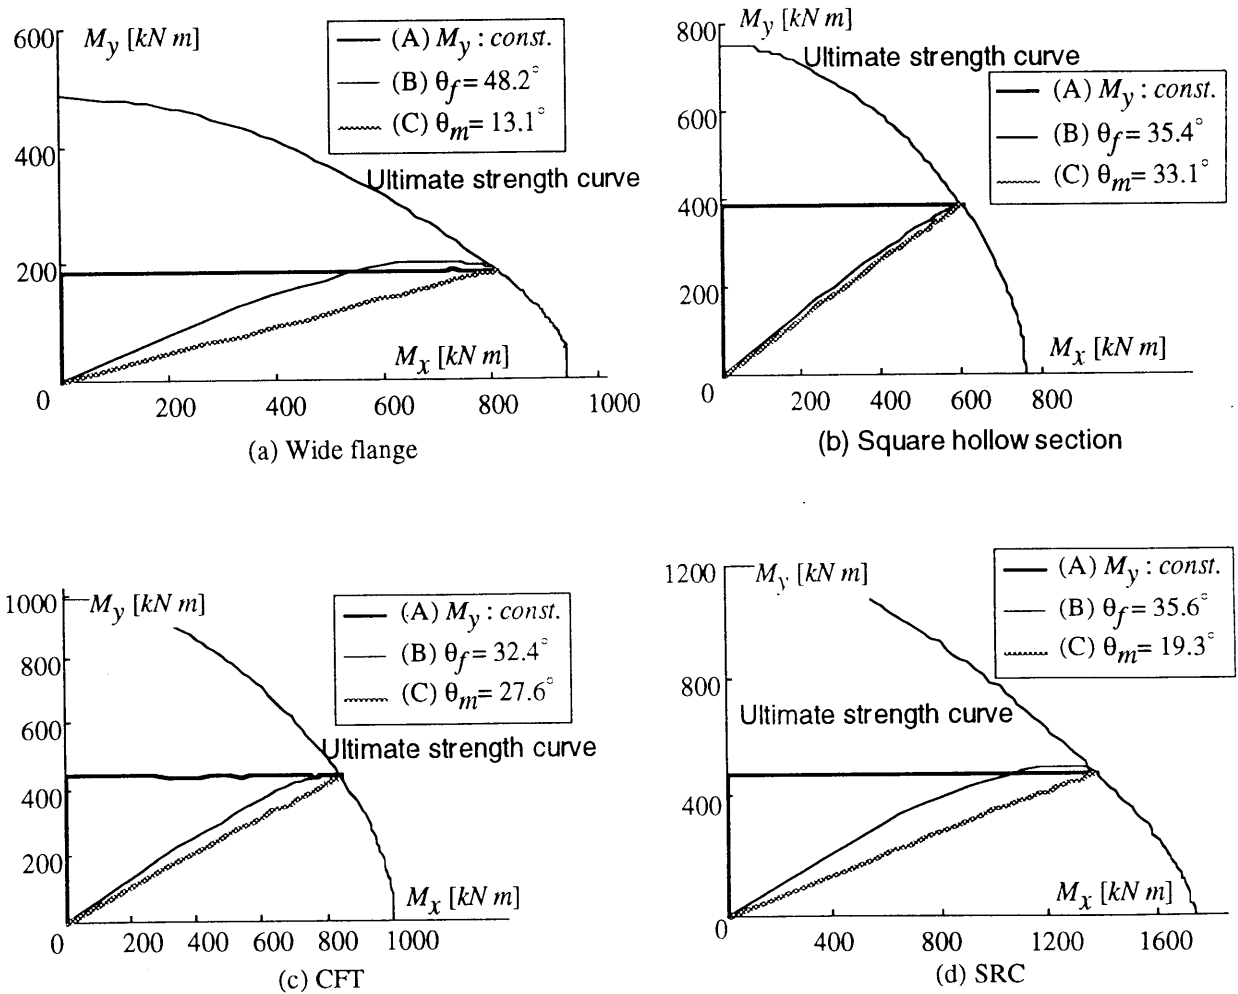 600
M_y [kN m]
(A) M_y : const.
(B) θ_f = 48.2°
(C) θ_m = 13.1°
400
Ultimate strength curve
200
M_x [kN m]
0 200 400 600 800 1000
(a) Wide flange
800
M_y [kN m]
Ultimate strength curve
(A) M_y : const.
(B) θ_f = 35.4°
(C) θ_m = 33.1°
600
400
200
M_x [kN m]
0 200 400 600 800
(b) Square hollow section
1000
M_y [kN m]
(A) M_y : const.
(B) θ_f = 32.4°
(C) θ_m = 27.6°
800
600
Ultimate strength curve
400
200
M_x [kN m]
0 200 400 600 800 1000
(c) CFT
1200
M_y [kN m]
(A) M_y : const.
(B) θ_f = 35.6°
(C) θ_m = 19.3°
800
Ultimate strength curve
400
M_x [kN m]
0 400 800 1200 1600
(d) SRC